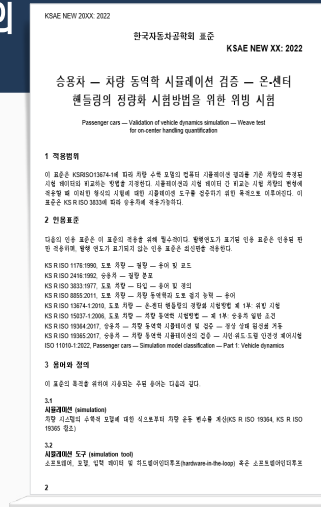 의
KSAE NEW 20XX: 2022
한국자동차공학회 표준
KSAE NEW XX: 2022
승용차 — 차량 동역학 시뮬레이션 검증 — 온-센터
핸들링의 정량화 시험방법을 위한 위빙 시험
Passenger cars — Validation of vehicle dynamics simulation — Weave test
for on-center handling quantification
1 적용범위
이 표준은 KSRISO13674-1에 따라 차량 수학 모델의 컴퓨터 시뮬레이션 결과를 기존 차량의 측정된
시험 데이터와 비교하는 방법을 지정한다. 시뮬레이션과 시험 데이터 간 비교는 시험 차량의 변형에
적용할 때 이러한 형식의 시험에 대한 시뮬레이션 도구를 검증하기 위한 목적으로 이루어진다. 이
표준은 KS R ISO 3833에 따라 승용차에 적용가능하다.
2 인용표준
다음의 인용 표준은 이 표준의 적용을 위해 필수적이다. 발행연도가 표기된 인용 표준은 인용된 판
만 적용하며, 발행 연도가 표기되지 않는 인용 표준은 최신판을 적용한다.
KS R ISO 1176:1990, 도로 차량 — 질량 — 용어 및 코드
KS R ISO 2416:1992, 승용차 — 질량 분포
KS R ISO 3833:1977, 도로 차량 — 타입 — 용어 및 정의
KS R ISO 8855:2011, 도로 차량 — 차량 동역학과 도로 접지 능력 — 용어
KS R ISO 13674-1:2010, 도로 차량 — 온-센터 핸들링의 정량화 시험방법 제 1부: 위빙 시험
KS R ISO 15037-1:2006, 도로 차량 — 차량 동역학 시험방법 — 제 1부: 승용차 일반 조건
KS R ISO 19364:2017, 승용차 — 차량 동역학 시뮬레이션 및 검증 — 정상 상태 원선회 거동
KS R ISO 19365:2017, 승용차 — 차량 동역학 시뮬레이션의 검증 — 사인 위드 드웰 안정성 제어시험
ISO 11010-1:2022, Passenger cars — Simulation model classification — Part 1: Vehicle dynamics
3 용어와 정의
이 표준의 목적을 위하여 사용되는 주된 용어는 다음과 같다.
3.1
시뮬레이션 (simulation)
차량 시스템의 수학적 모델에 대한 식으로부터 차량 운동 변수를 계산(KS R ISO 19364, KS R ISO
19365 참조)
3.2
시뮬레이션 도구 (simulation tool)
소프트웨어, 모델, 입력 데이터 및 하드웨어인더루프(hardware-in-the-loop) 혹은 소프트웨어인더루프
2